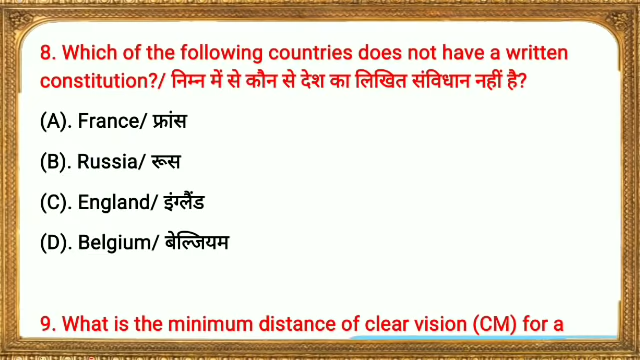 8. Which of the following countries does not have a written
constitution?/ निम्न में से कौन से देश का लिखित संविधान नहीं है?
(A). France/ फ्रांस
(B). Russia/ रूस
(C). England/ इंग्लैंड
(D). Belgium/ बेल्जियम
9. What is the minimum distance of clear vision (CM) for a